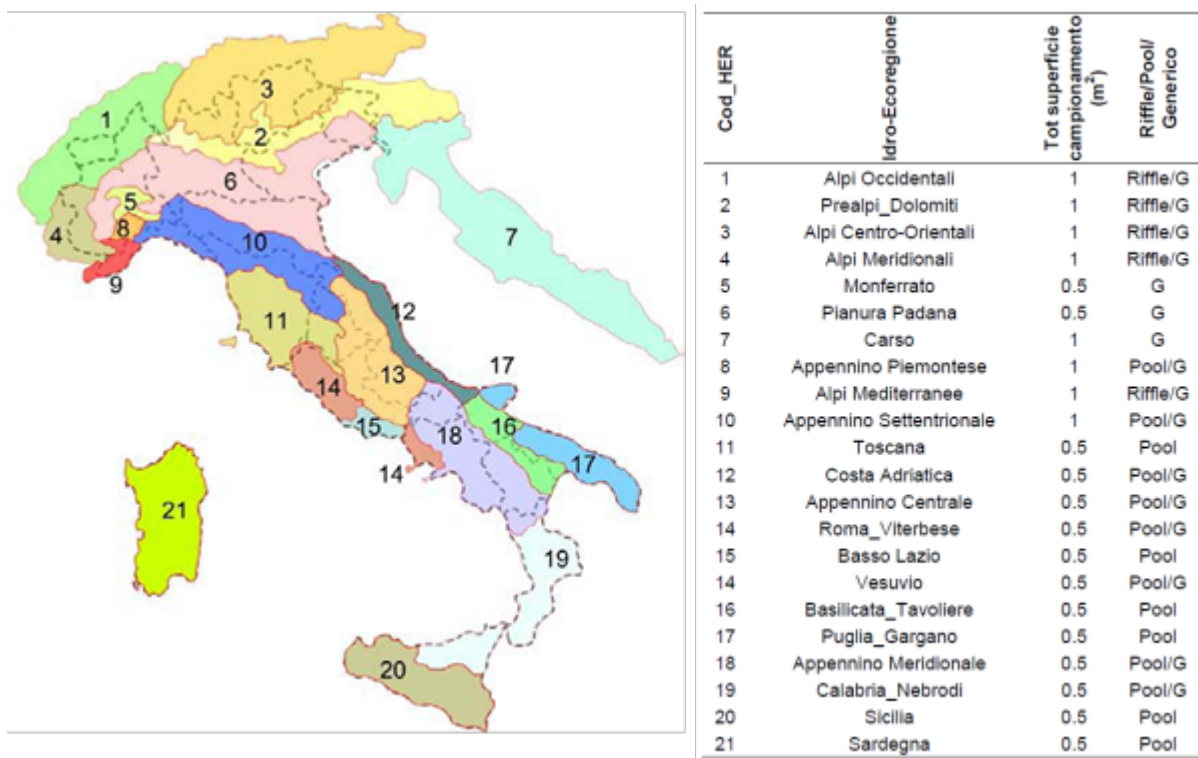 1
3
2
6
5
4
8
10
9
7
12
11
17
13
14
16
15
18
17
14
21
19
20
Cod_HER Idro-Ecoregione Tot superficie campionamento (m²) Riffle/Pool/ Generico
1 Alpi Occidentali 1 Riffle/G
2 Prealpi_Dolomiti 1 Riffle/G
3 Alpi Centro-Orientali 1 Riffle/G
4 Alpi Meridionali 1 Riffle/G
5 Monferrato 0.5 G
6 Pianura Padana 0.5 G
7 Carso 1 G
8 Appennino Piemontese 1 Pool/G
9 Alpi Mediterranee 1 Riffle/G
10 Appennino Settentrionale 1 Pool/G
11 Toscana 0.5 Pool
12 Costa Adriatica 0.5 Pool/G
13 Appennino Centrale 0.5 Pool/G
14 Roma_Viterbese 0.5 Pool/G
15 Basso Lazio 0.5 Pool
14 Vesuvio 0.5 Pool/G
16 Basilicata_Tavoliere 0.5 Pool
17 Puglia_Gargano 0.5 Pool
18 Appennino Meridionale 0.5 Pool/G
19 Calabria_Nebrodi 0.5 Pool/G
20 Sicilia 0.5 Pool
21 Sardegna 0.5 Pool